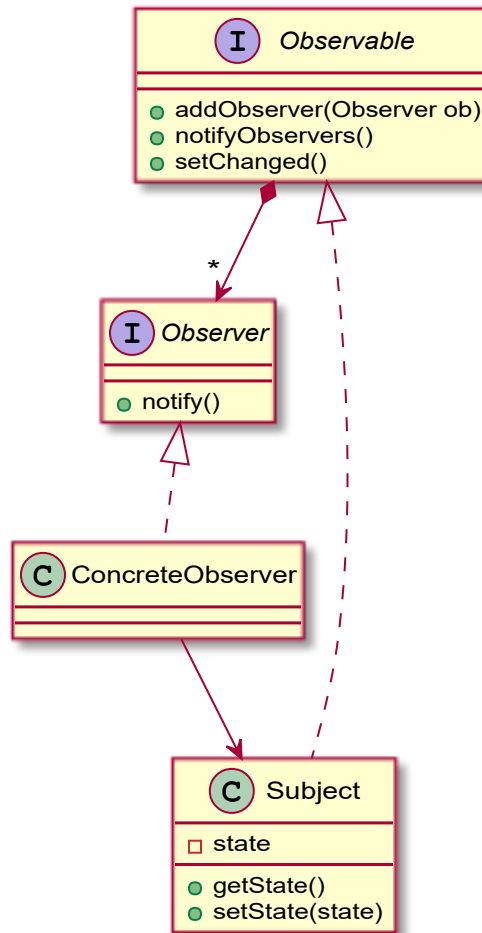 I Observable
addObserver(Observer ob)
notifyObservers()
setChanged()
*
I Observer
notify()
C ConcreteObserver
C Subject
state
getState()
setState(state)